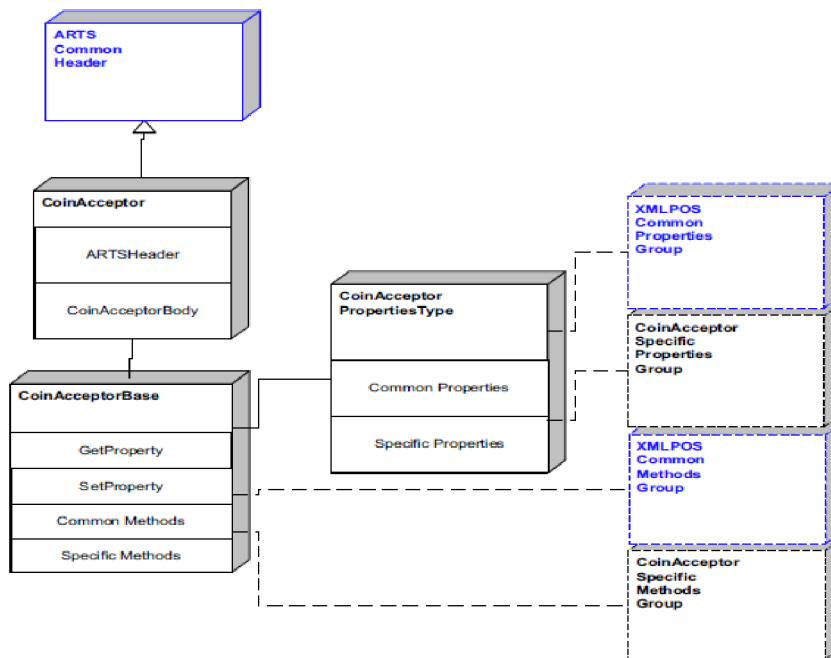 ARTS
Common
Header
CoinAcceptor
ARTSHeader
CoinAcceptorBody
CoinAcceptorBase
GetProperty
SetProperty
Common Methods
Specific Methods
CoinAcceptor
PropertiesType
Common Properties
Specific Properties
XMLPOS
Common
Properties
Group
CoinAcceptor
Specific
Properties
Group
XMLPOS
Common
Methods
Group
CoinAcceptor
Specific
Methods
Group